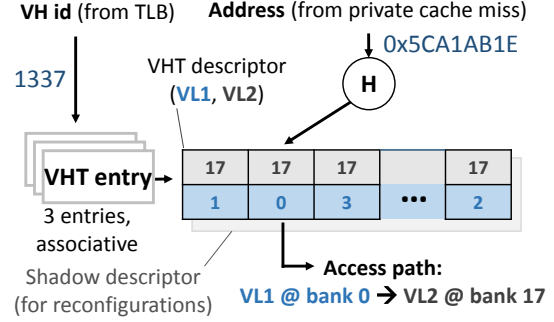 VH id (from TLB)
Address (from private cache miss)
1337
0x5CA1AB1E
VHT descriptor
(VL1, VL2)
H
VHT entry
17 17 17 17
1 0 3 ••• 2
3 entries,
associative
Shadow descriptor
(for reconfigurations)
Access path:
VL1 @ bank 0 → VL2 @ bank 17